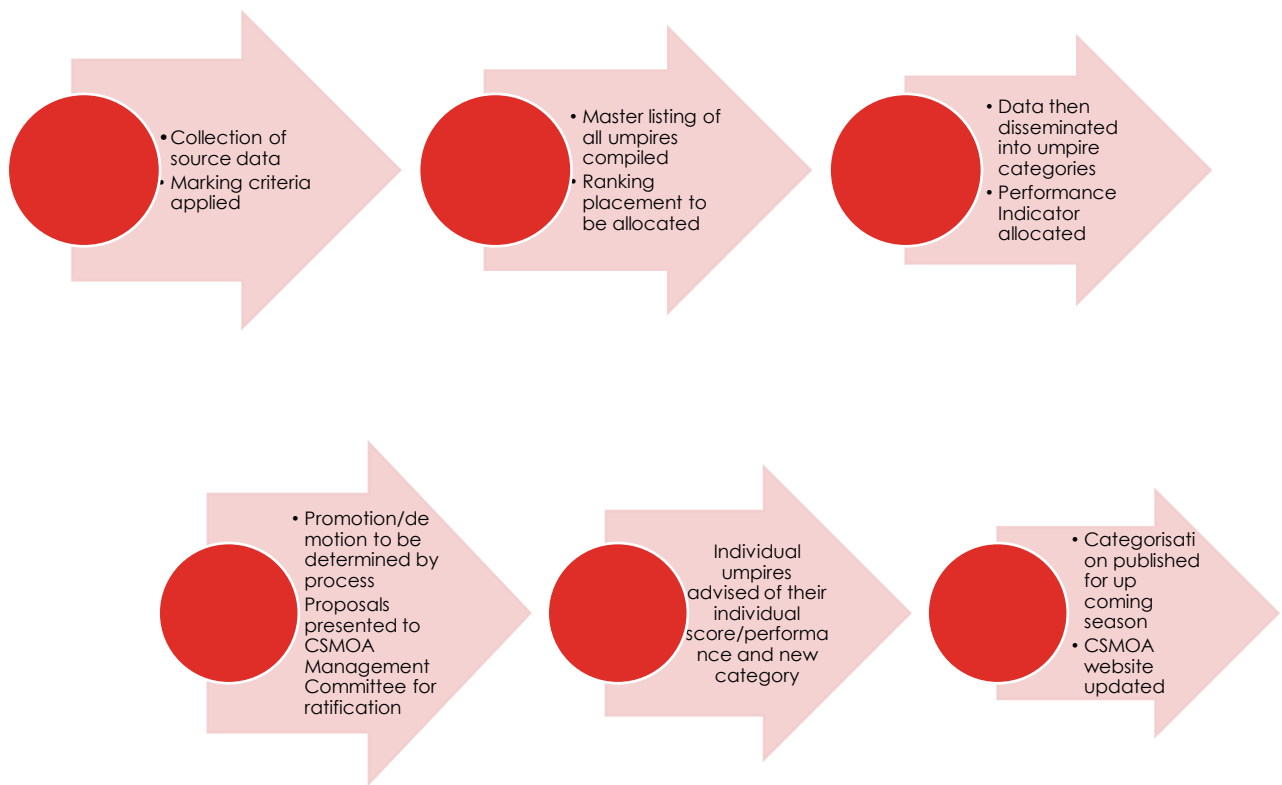 • Collection of
source data
• Marking criteria
applied
• Master listing of
all umpires
compiled
• Ranking
placement to
be allocated
• Data then
disseminated
into umpire
categories
• Performance
Indicator
allocated
• Promotion/de
motion to be
determined by
process
Proposals
presented to
CSMOA
Management
Committee for
ratification
Individual
umpires
advised of their
individual
score/performa
nce and new
category
• Categorisati
on published
for up
coming
season
• CSMOA
website
updated